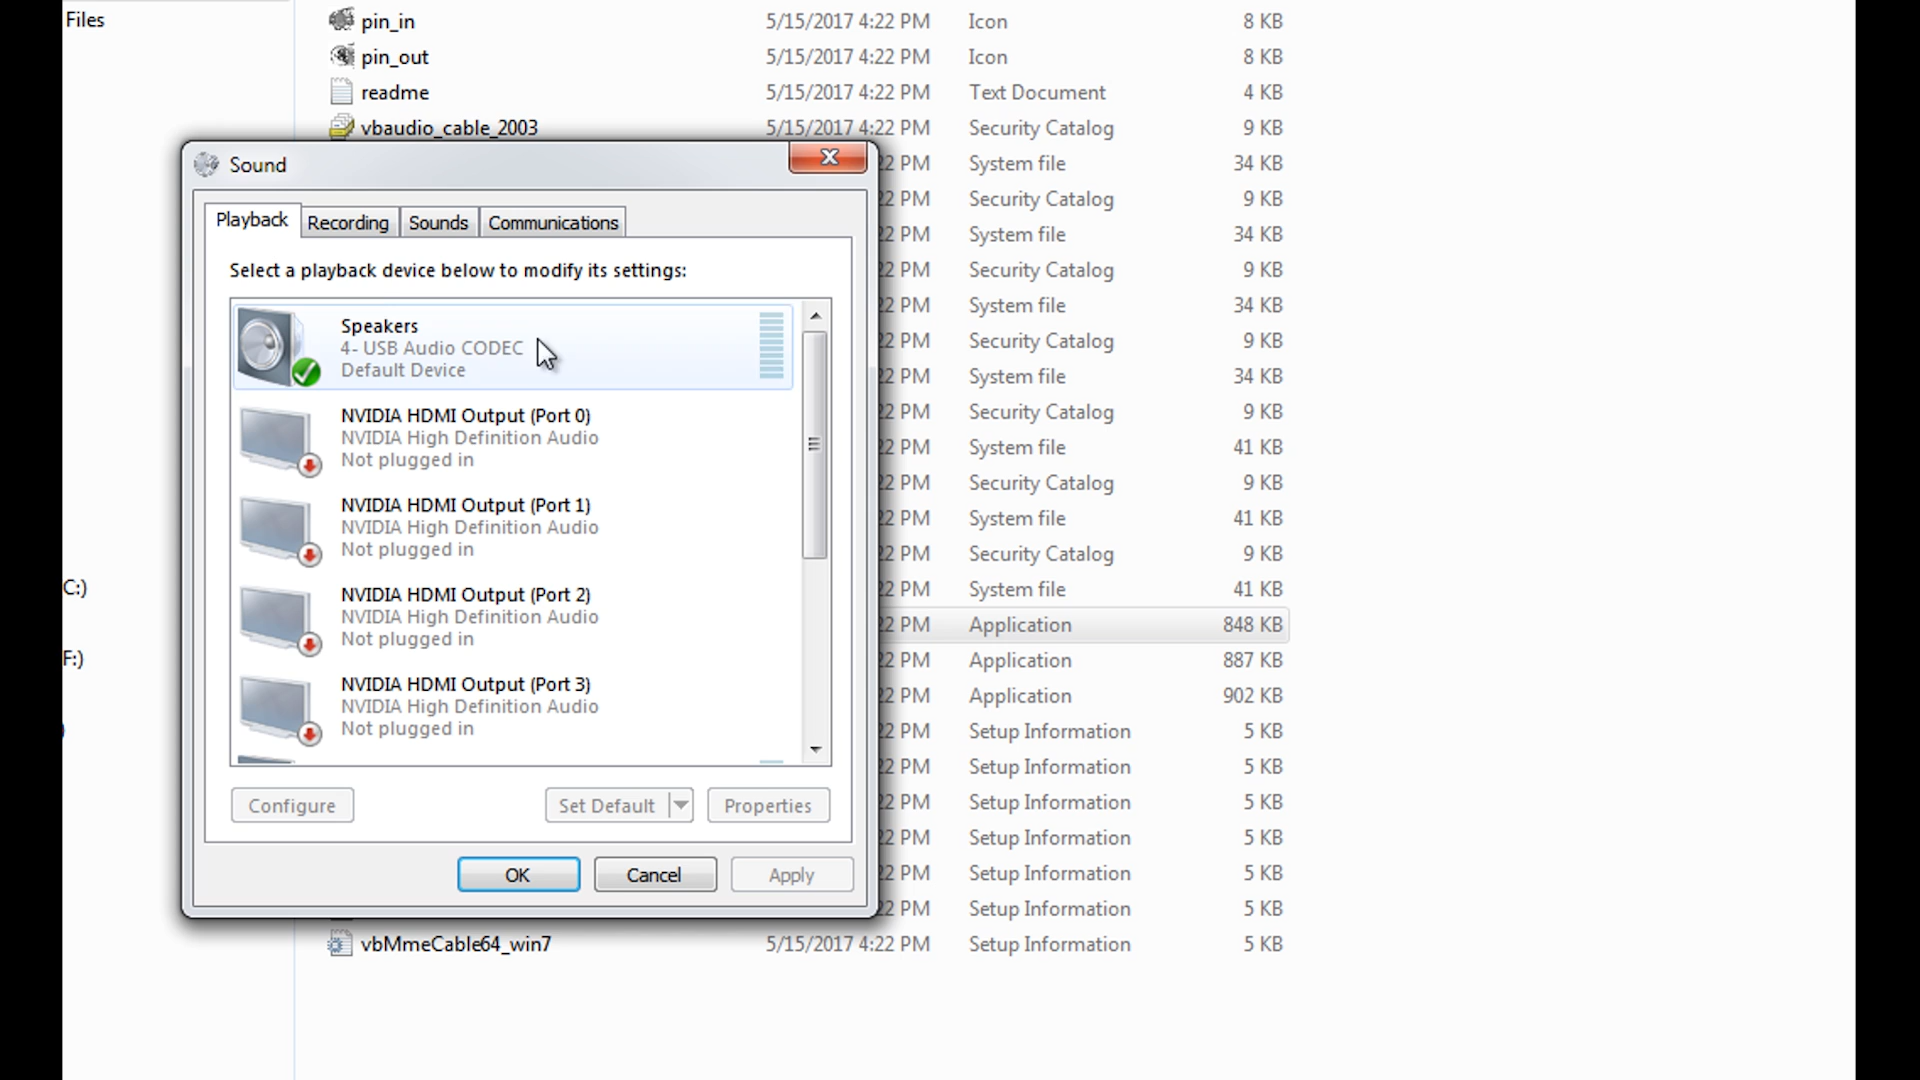 Files
pin_in 5/15/2017 4:22 PM Icon 8 KB
pin_out 5/15/2017 4:22 PM Icon 8 KB
readme 5/15/2017 4:22 PM Text Document 4 KB
vbaudio_cable_2003 5/15/2017 4:22 PM Security Catalog 9 KB
22 PM System file 34 KB
22 PM Security Catalog 9 KB
22 PM System file 34 KB
22 PM Security Catalog 9 KB
22 PM System file 34 KB
22 PM Security Catalog 9 KB
22 PM System file 34 KB
22 PM Security Catalog 9 KB
22 PM System file 41 KB
22 PM Security Catalog 9 KB
22 PM System file 41 KB
22 PM Security Catalog 9 KB
C:)
22 PM System file 41 KB
22 PM Application 848 KB
F:)
22 PM Application 887 KB
22 PM Application 902 KB
22 PM Setup Information 5 KB
22 PM Setup Information 5 KB
22 PM Setup Information 5 KB
22 PM Setup Information 5 KB
22 PM Setup Information 5 KB
22 PM Setup Information 5 KB
vbMmeCable64_win7 5/15/2017 4:22 PM Setup Information 5 KB
Sound
Playback Recording Sounds Communications
Select a playback device below to modify its settings:
Speakers
4- USB Audio CODEC
Default Device
NVIDIA HDMI Output (Port 0)
NVIDIA High Definition Audio
Not plugged in
NVIDIA HDMI Output (Port 1)
NVIDIA High Definition Audio
Not plugged in
NVIDIA HDMI Output (Port 2)
NVIDIA High Definition Audio
Not plugged in
NVIDIA HDMI Output (Port 3)
NVIDIA High Definition Audio
Not plugged in
Configure Set Default Properties
OK Cancel Apply